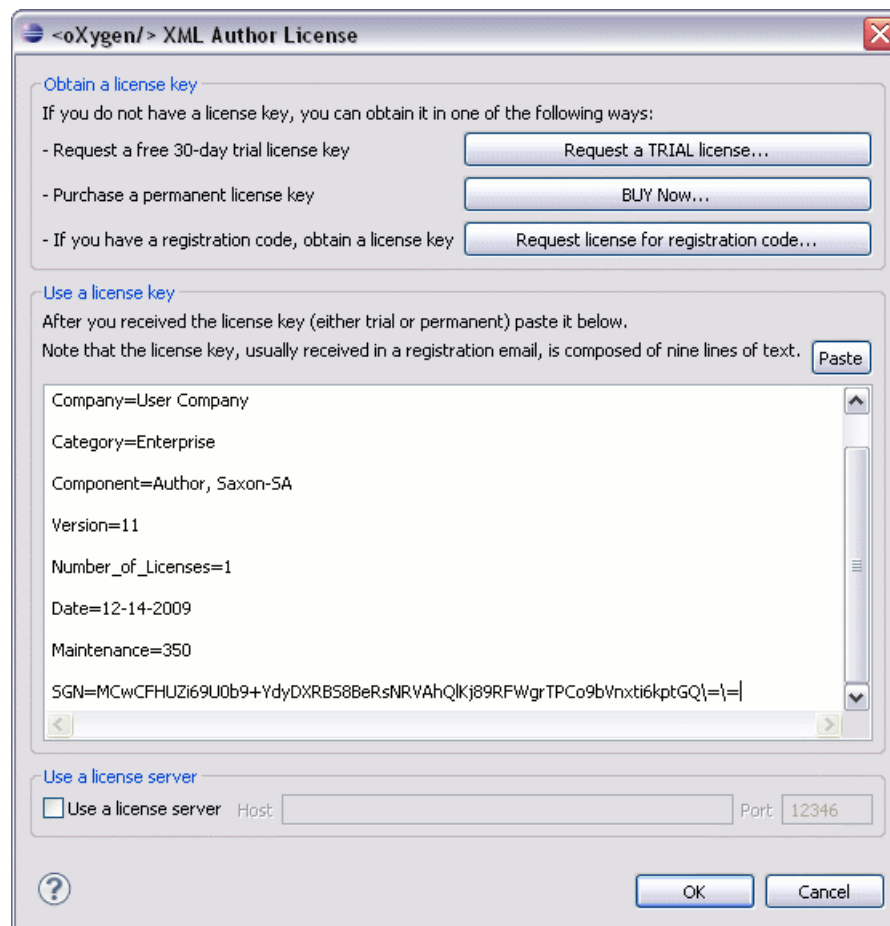 <oXygen/> XML Author License
Obtain a license key
If you do not have a license key, you can obtain it in one of the following ways:
- Request a free 30-day trial license key
Request a TRIAL license...
- Purchase a permanent license key
BUY Now...
- If you have a registration code, obtain a license key
Request license for registration code...
Use a license key
After you received the license key (either trial or permanent) paste it below.
Note that the license key, usually received in a registration email, is composed of nine lines of text.
Paste
Company=User Company
Category=Enterprise
Component=Author, Saxon-SA
Version=11
Number_of_Licenses=1
Date=12-14-2009
Maintenance=350
SGN=MCwCFHUZi69U0b9+YdyDXRBS8BeRsNRVAhQlKj89RFWgrTPCo9bVnxti6kptGQ\=\=
Use a license server
Use a license server Host Port 12346
? OK Cancel